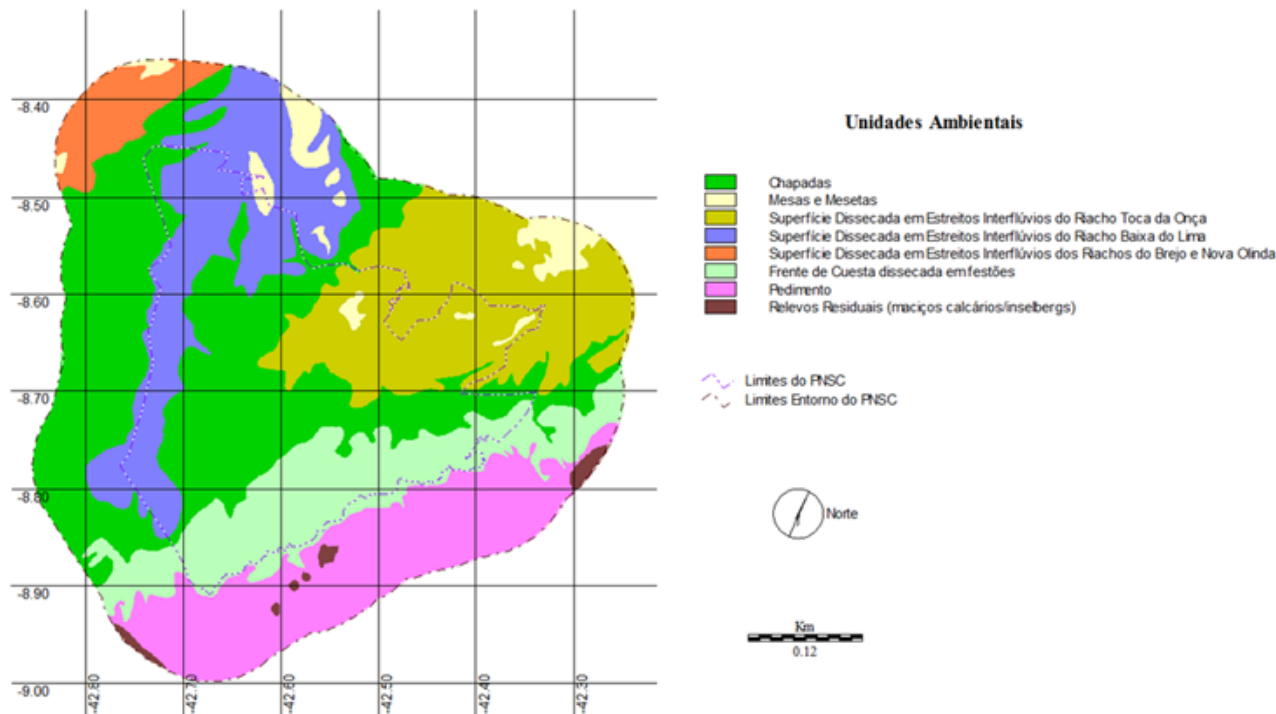 -8.40
-8.50
-8.60
-8.70
-8.80
-8.90
-9.00
-42.80
-42.70
-42.60
-42.50
-42.40
-42.30
Unidades Ambientais
Chapadas
Mesas e Mesetas
Superfície Dissecada em Estreitos Interflúvios do Riacho Toca da Onça
Superfície Dissecada em Estreitos Interflúvios do Riacho Baixa do Lima
Superfície Dissecada em Estreitos Interflúvios dos Riachos do Brejo e Nova Olinda
Frente de Cuesta dissecada em festões
Pedimento
Relevos Residuais (maciços calcários/inselbergs)
Limites do PNSC
Limites Entorno do PNSC
Norte
Km
0.12